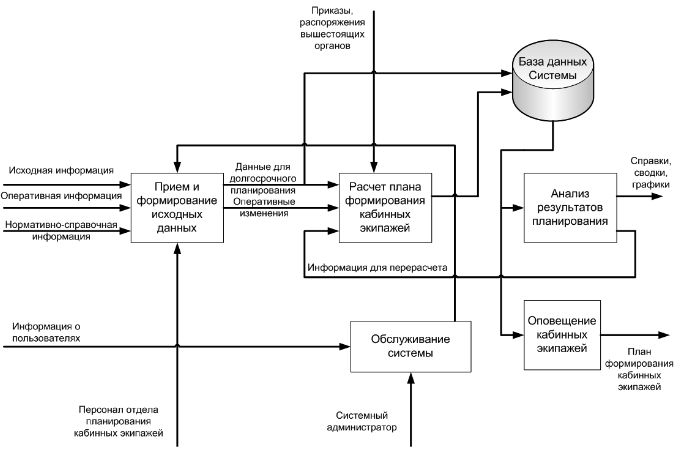 Приказы,
распоряжения
вышестоящих
органов
База данных
Системы
Исходная информация
Оперативная информация
Нормативно-справочная
информация
Прием и
формирование
исходных
данных
Данные для
долгосрочного
планирования
Оперативные
изменения
Расчет плана
формирования
кабинных
экипажей
Анализ
результатов
планирования
Справки,
сводки,
графики
Информация для перерасчета
Информация о
пользователях
Обслуживание
системы
Оповещение
кабинных
экипажей
План
формирования
кабинных
экипажей
Персонал отдела
планирования
кабинных экипажей
Системный
администратор